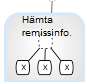 Hämta
remissinfo.
x x x